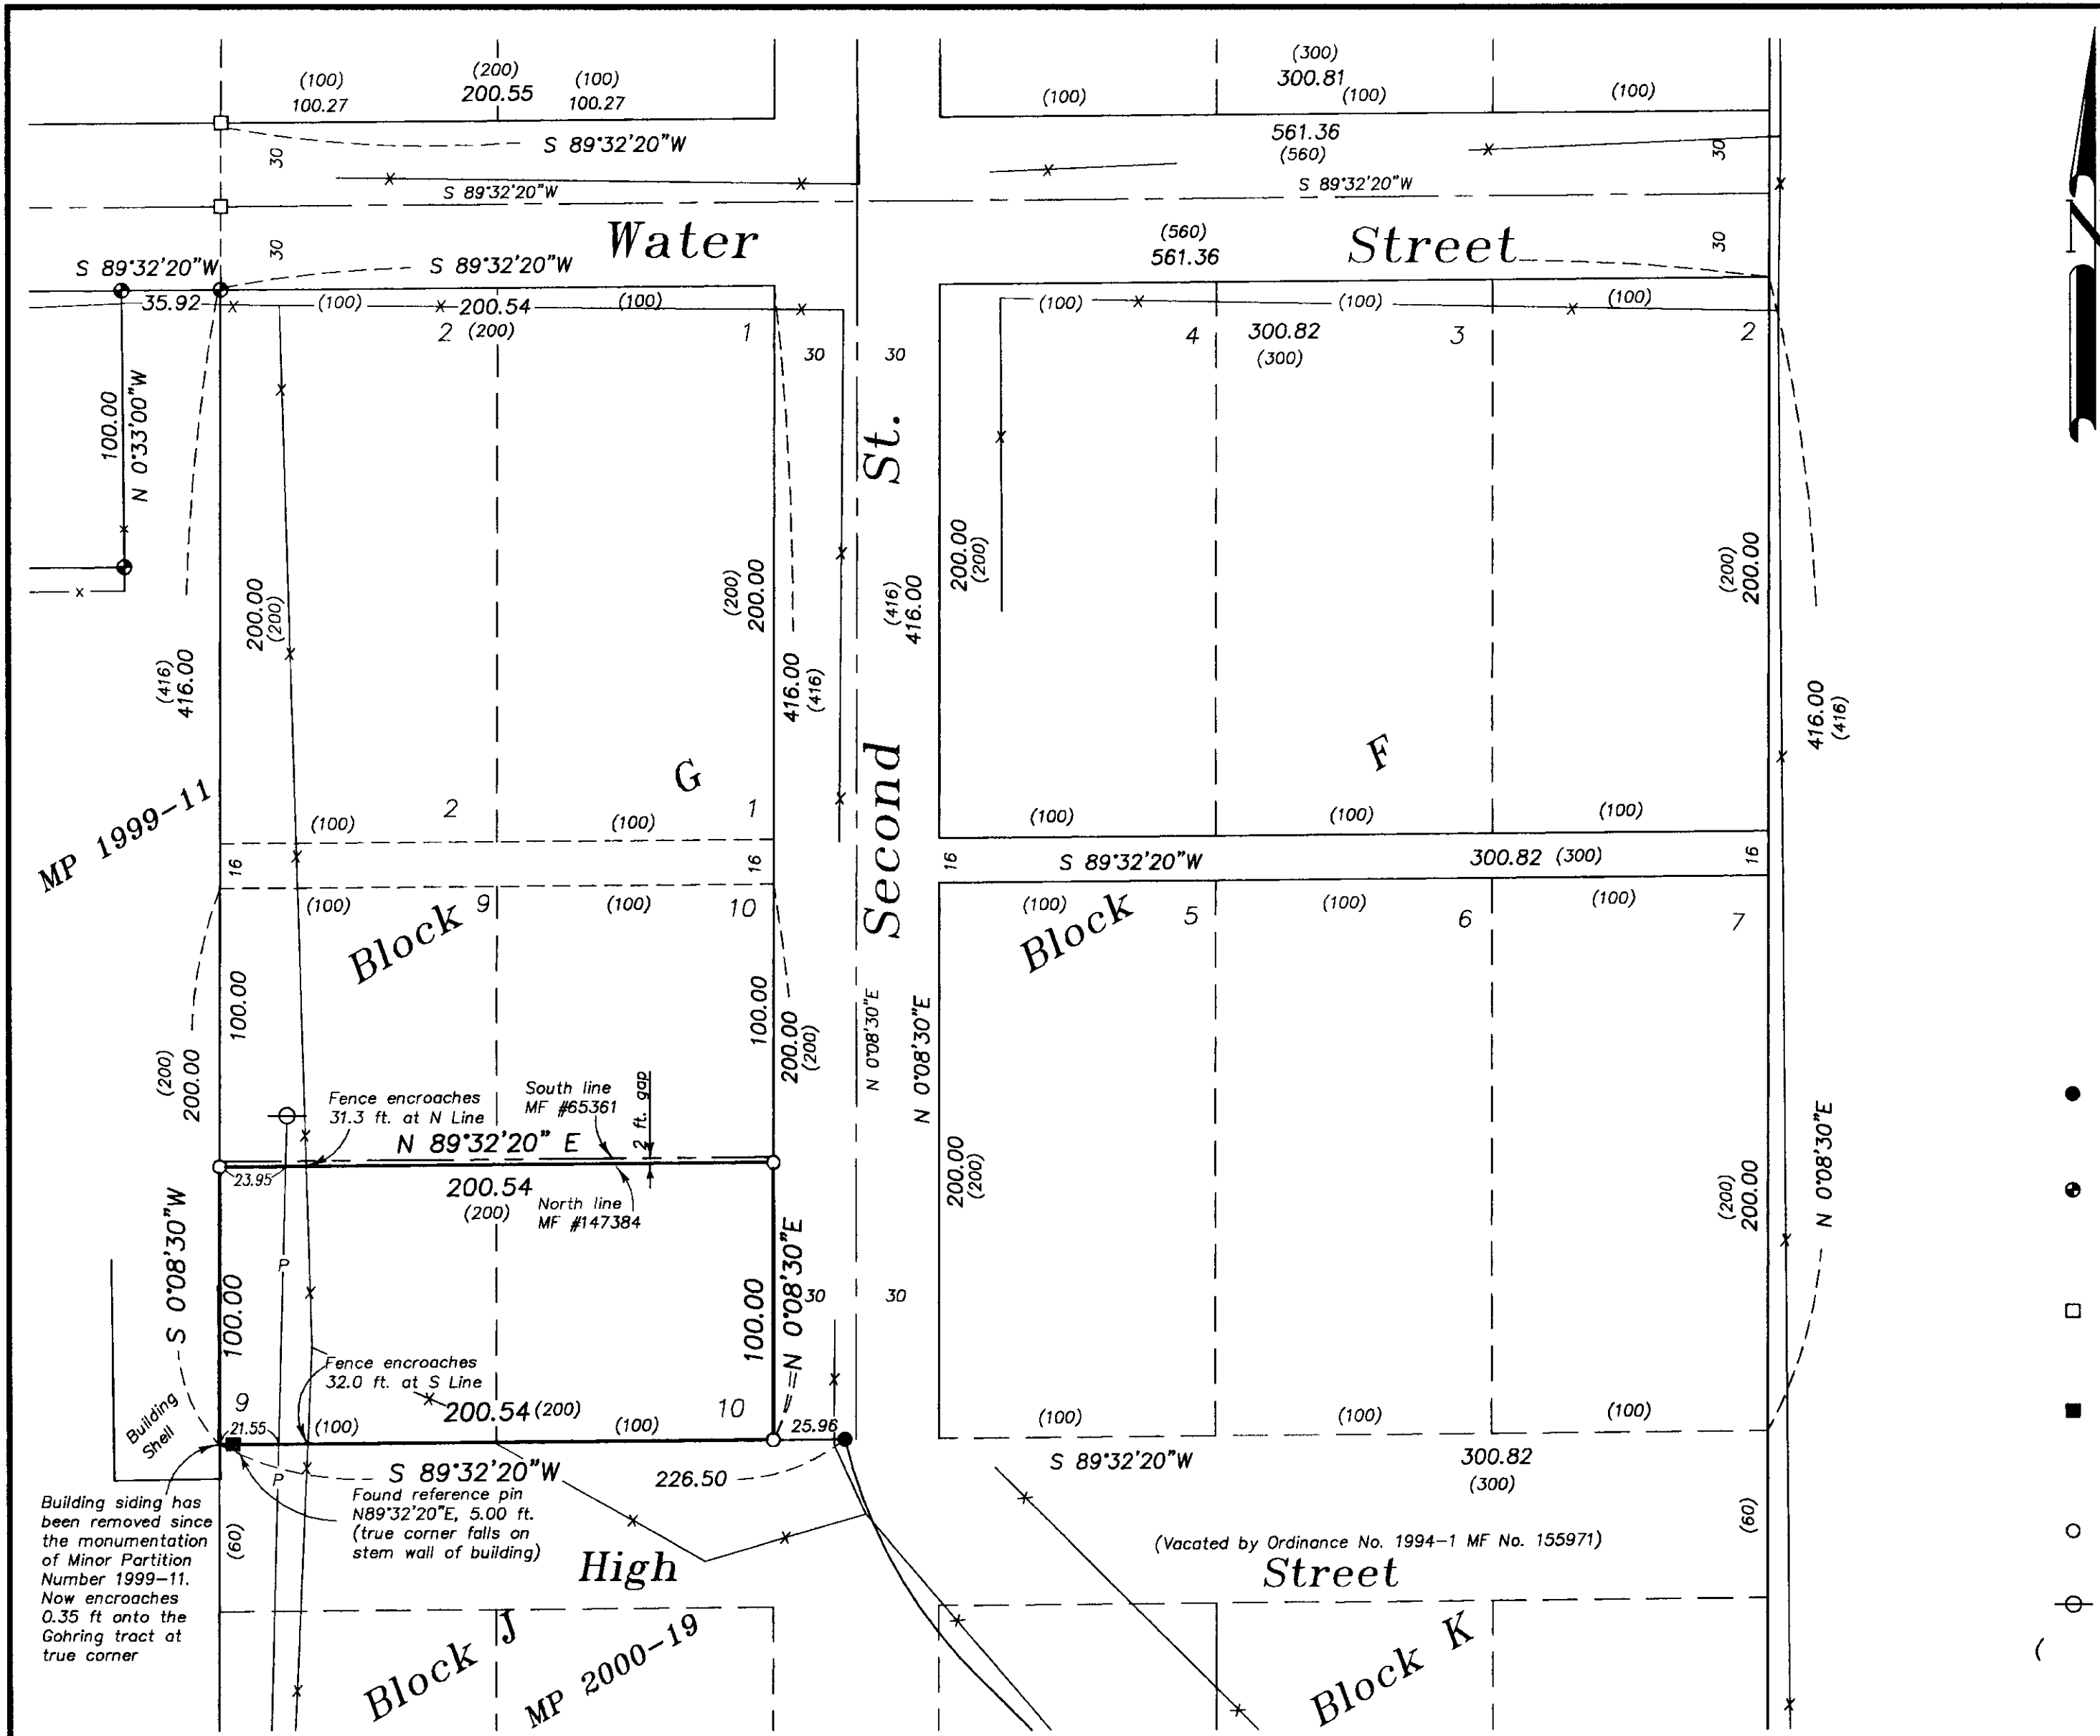 (100)
100.27
(200)
200.55
(100)
100.27
(300)
300.81
(100)
(100)
(100)
S 89°32'20"W
30
561.36
(560)
30
S 89°32'20"W
S 89°32'20"W
N
Water
Street
(560)
561.36
30
30
S 89°32'20"W
S 89°32'20"W
35.92
(100)
200.54
(100)
2
(200)
1
30
30
(100)
(100)
(100)
4
300.82
(300)
3
2
100.00
N 0°33'00"W
St.
200.00
(200)
(200)
200.00
(416)
416.00
200.00
(200)
(200)
200.00
(416)
416.00
416.00
(416)
416.00
(416)
MP 1999-11
G
F
Second
(100)
2
(100)
1
(100)
(100)
(100)
16
16
16
S 89°32'20"W
300.82 (300)
16
(100)
9
(100)
10
(100)
5
(100)
6
(100)
7
Block
Block
100.00
100.00
(200)
200.00
200.00
(200)
N 0°08'30"E
N 0°08'30"E
Fence encroaches
31.3 ft. at N Line
South line
MF #65361
2 ft. gap
N 89°32'20" E
23.95
200.54
(200)
North line
MF #147384
200.00
(200)
(200)
200.00
N 0°08'30"E
S 0°08'30"W
100.00
P
100.00
N 0°08'30"E
30
30
Fence encroaches
32.0 ft. at S Line
Building
Shell
9
21.55
(100)
200.54 (200)
(100)
10
25.96
(100)
(100)
(100)
P
S 89°32'20"W
226.50
S 89°32'20"W
300.82
(300)
Building siding has
been removed since
the monumentation
of Minor Partition
Number 1999-11.
Now encroaches
0.35 ft onto the
Gohring tract at
true corner
(60)
Found reference pin
N89°32'20"E, 5.00 ft.
(true corner falls on
stem wall of building)
(60)
(Vacated by Ordinance No. 1994-1 MF No. 155971)
High
Street
Block J
MP 2000-19
Block K
(